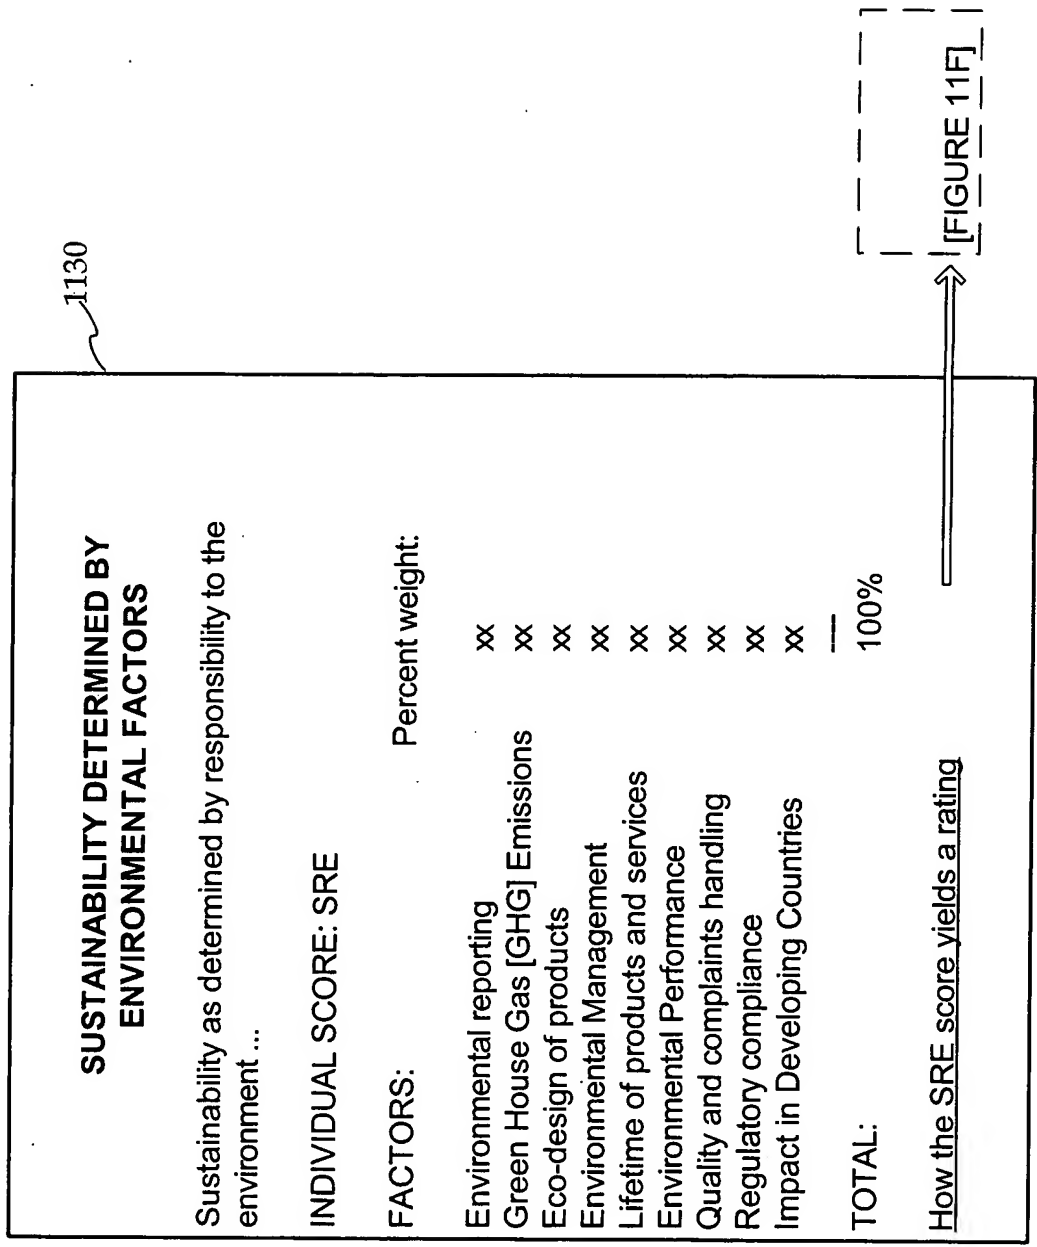 1130
SUSTAINABILITY DETERMINED BY
ENVIRONMENTAL FACTORS
Sustainability as determined by responsibility to the
environment ...
INDIVIDUAL SCORE: SRE
FACTORS: Percent weight:
Environmental reporting xx
Green House Gas [GHG] Emissions xx
Eco-design of products xx
Environmental Management xx
Lifetime of products and services xx
Environmental Performance xx
Quality and complaints handling xx
Regulatory compliance xx
Impact in Developing Countries xx
TOTAL: 100%
How the SRE score yields a rating
[FIGURE 11F]